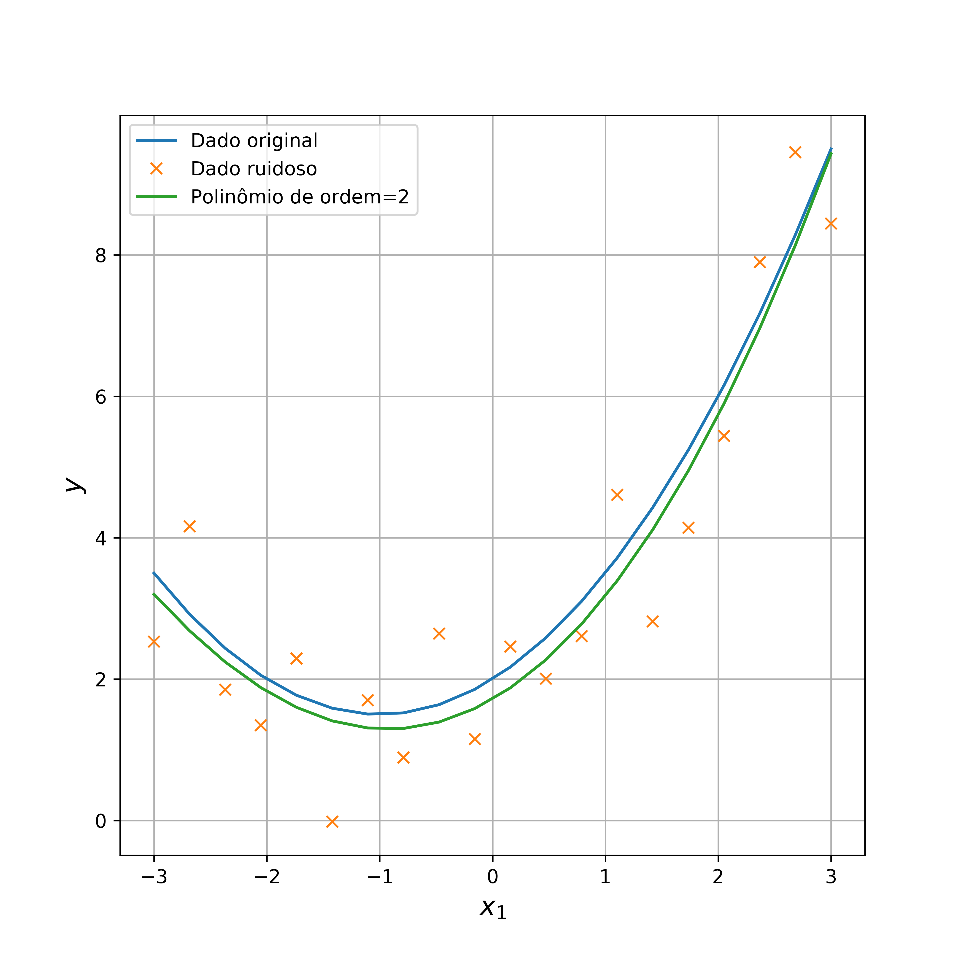 Dado original
Dado ruidoso
Polinômio de ordem=2
8
6
4
2
0
y
−3 −2 −1 0 1 2 3
x₁